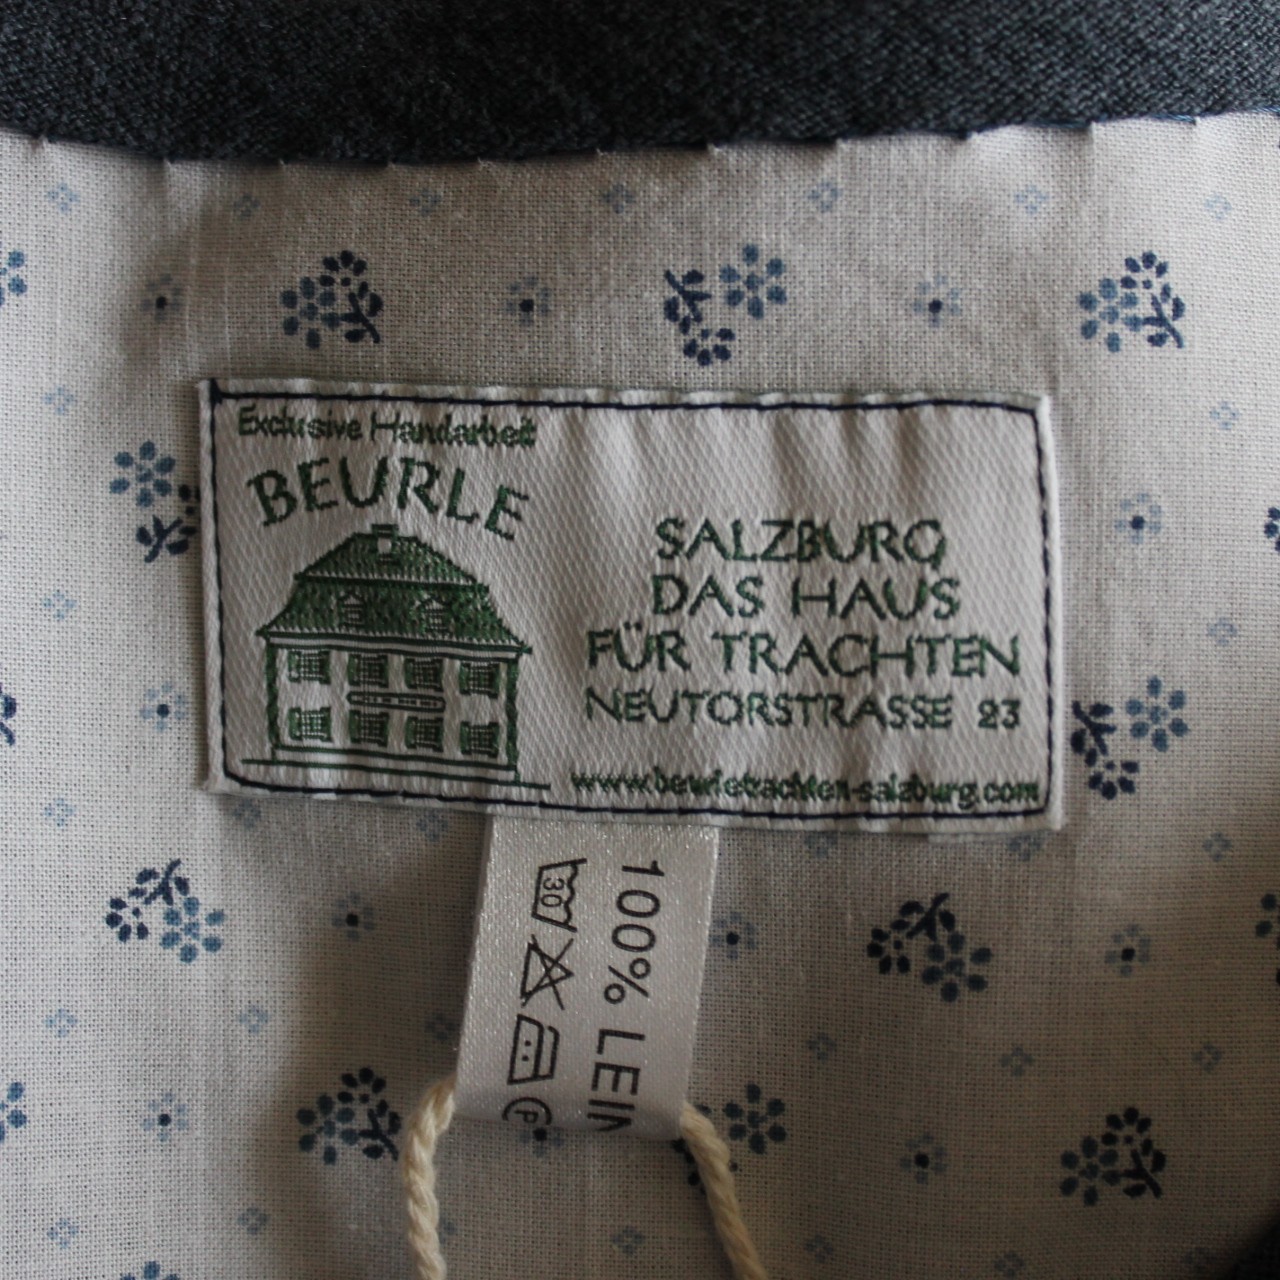 Exclusive Handarbeit
BEURLE
SALZBURG
DAS HAUS
FÜR TRACHTEN
NEUTORSTRASSE 23
www.beurletrachten-salzburg.com
100% LEIN
30
P